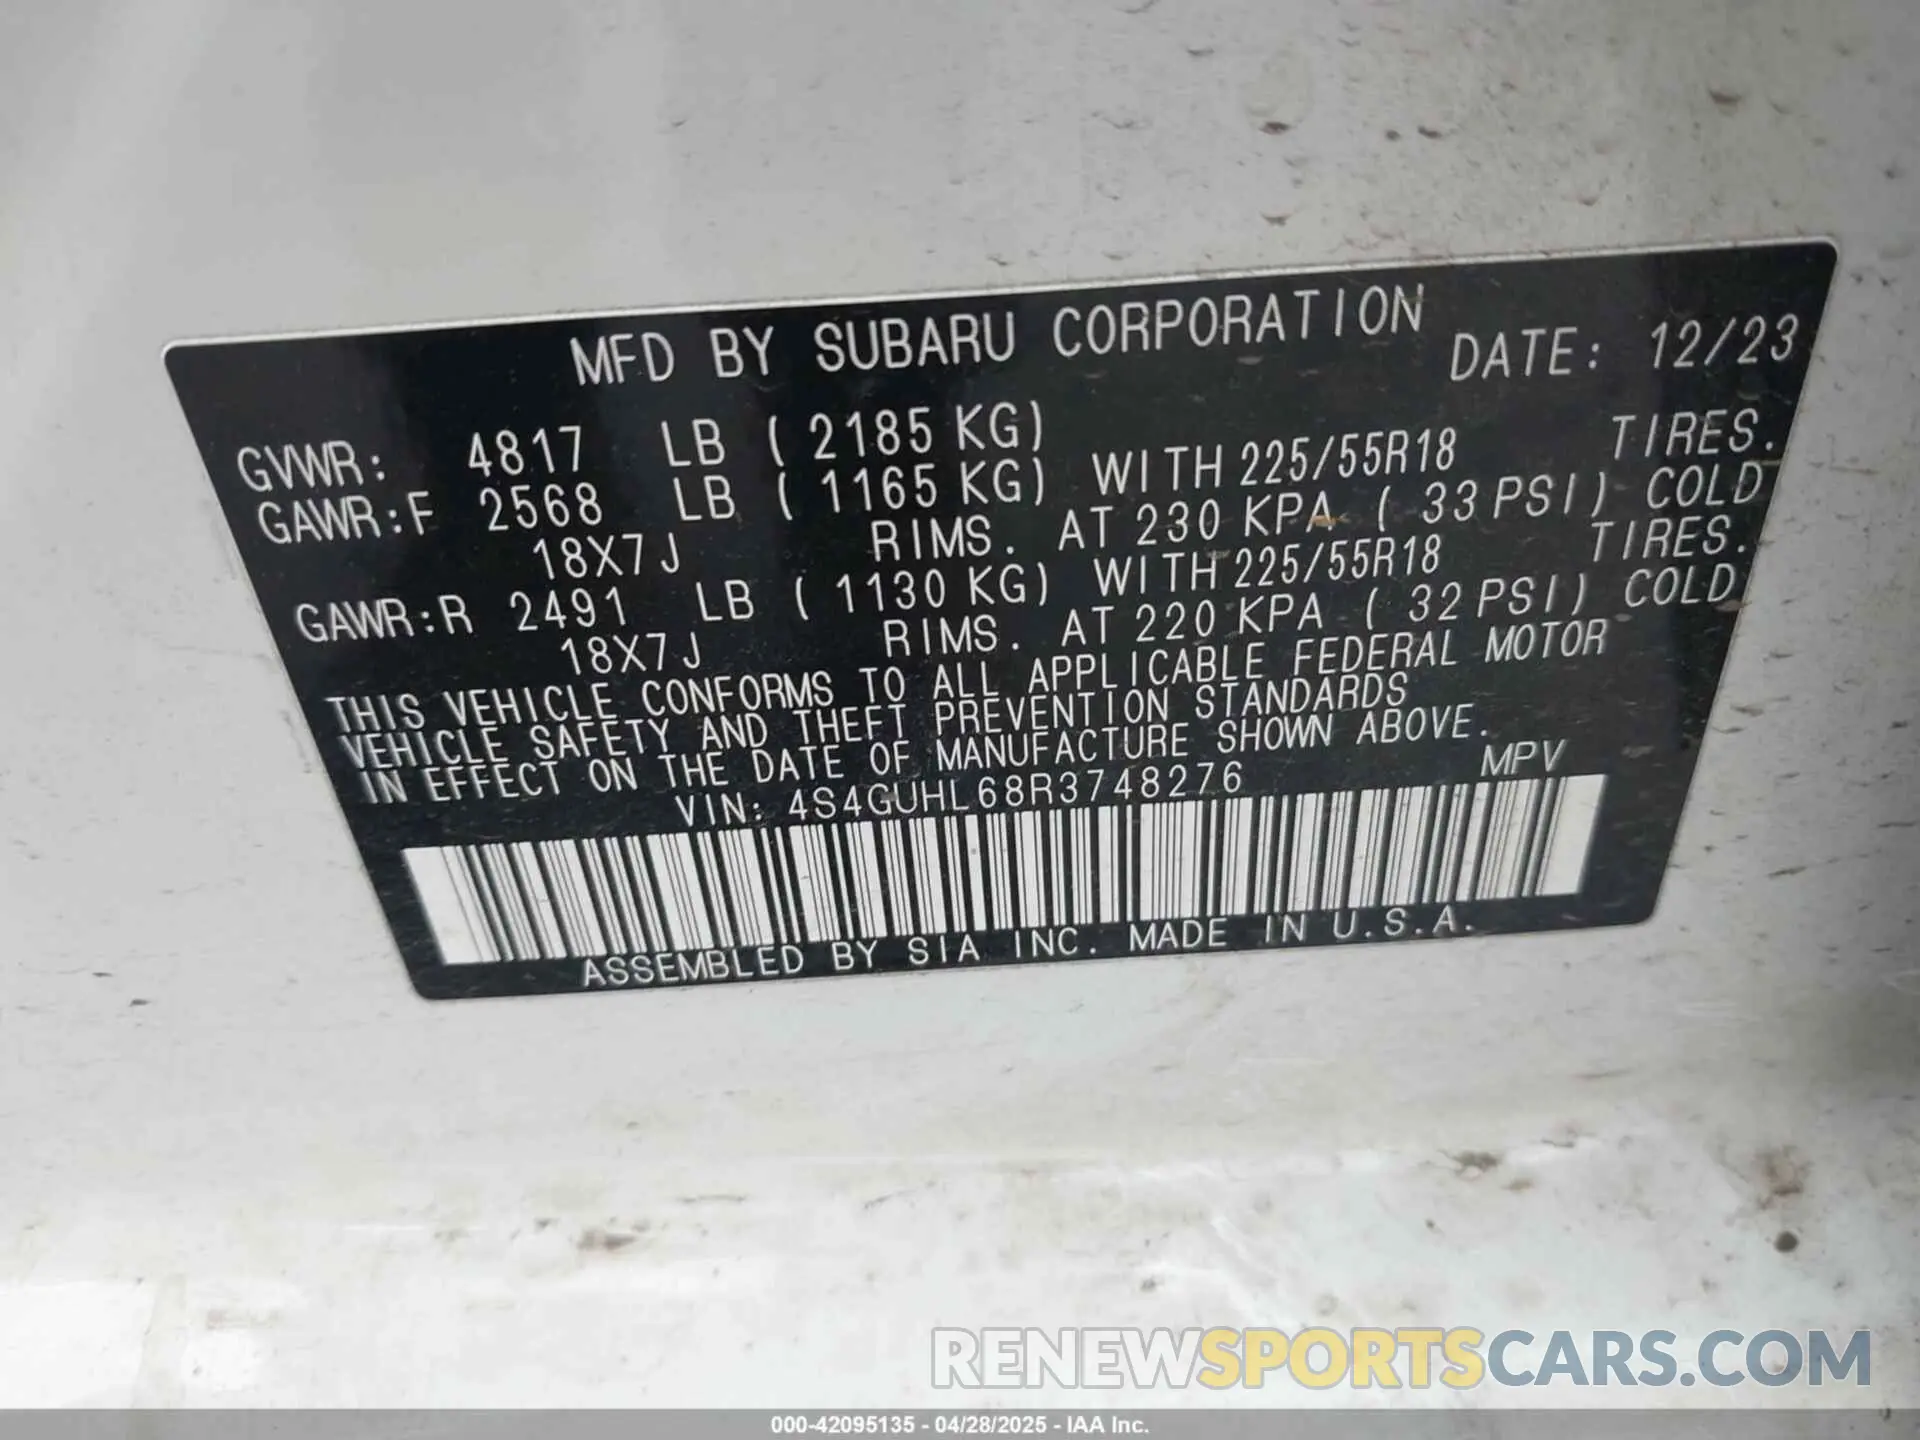 MFD BY SUBARU CORPORATION DATE: 12/23
GVWR: 4817 LB ( 2185 KG)
GAWR:F 2568 LB ( 1165 KG) WITH 225/55R18 TIRES.
18X7J RIMS. AT 230 KPA ( 33 PSI) COLD
GAWR:R 2491 LB ( 1130 KG) WITH 225/55R18 TIRES.
18X7J RIMS. AT 220 KPA ( 32 PSI) COLD
THIS VEHICLE CONFORMS TO ALL APPLICABLE FEDERAL MOTOR
VEHICLE SAFETY AND THEFT PREVENTION STANDARDS
IN EFFECT ON THE DATE OF MANUFACTURE SHOWN ABOVE.
VIN: 4S4GUHL68R3748276 MPV
ASSEMBLED BY SIA INC. MADE IN U.S.A.
RENEWSPORTSCARS.COM
000-42095135 - 04/28/2025 - IAA Inc.